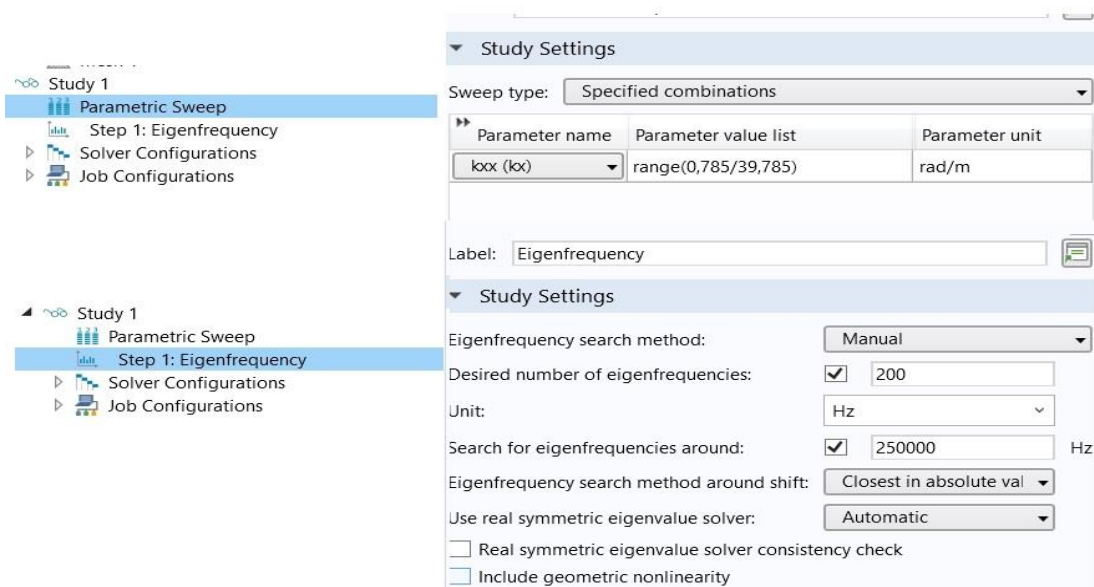 Study Settings
Study 1
Parametric Sweep
Step 1: Eigenfrequency
Solver Configurations
Job Configurations
Sweep type: Specified combinations
Parameter name Parameter value list Parameter unit
kxx (kx) range(0,785/39,785) rad/m
Label: Eigenfrequency
Study Settings
Study 1
Parametric Sweep
Step 1: Eigenfrequency
Solver Configurations
Job Configurations
Eigenfrequency search method: Manual
Desired number of eigenfrequencies: 200
Unit: Hz
Search for eigenfrequencies around: 250000 Hz
Eigenfrequency search method around shift: Closest in absolute val
Use real symmetric eigenvalue solver: Automatic
Real symmetric eigenvalue solver consistency check
Include geometric nonlinearity